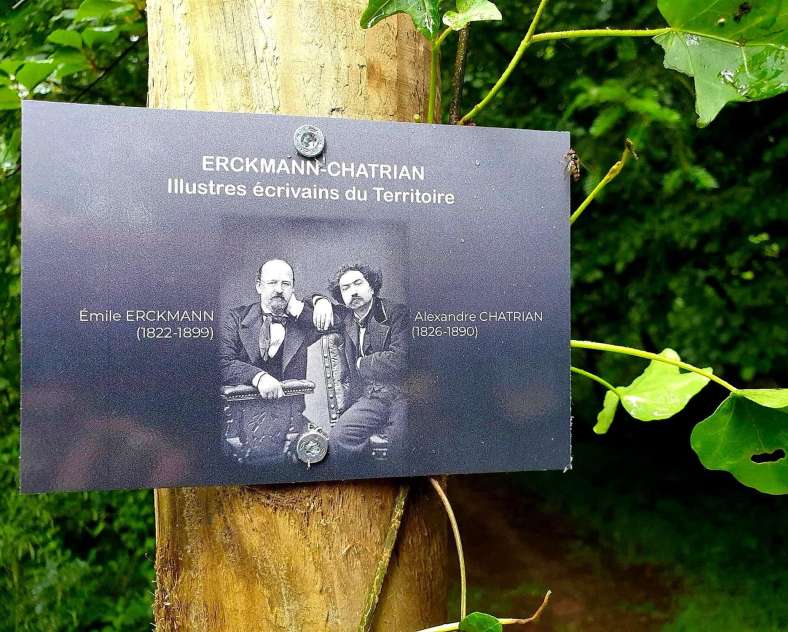 ERCKMANN-CHATRIAN
Illustres écrivains du Territoire
Émile ERCKMANN
(1822-1899)
Alexandre CHATRIAN
(1826-1890)